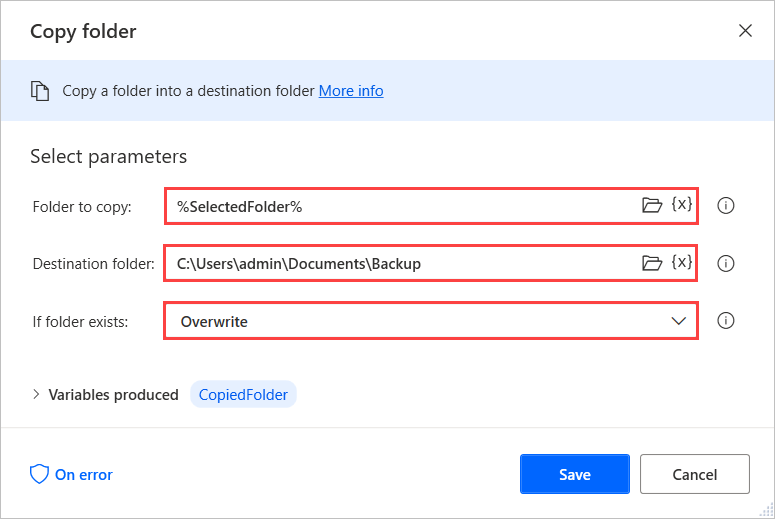 Copy folder
Copy a folder into a destination folder More info
Select parameters
Folder to copy: %SelectedFolder% {x}
Destination folder: C:\Users\admin\Documents\Backup {x}
If folder exists: Overwrite
Variables produced CopiedFolder
On error Save Cancel